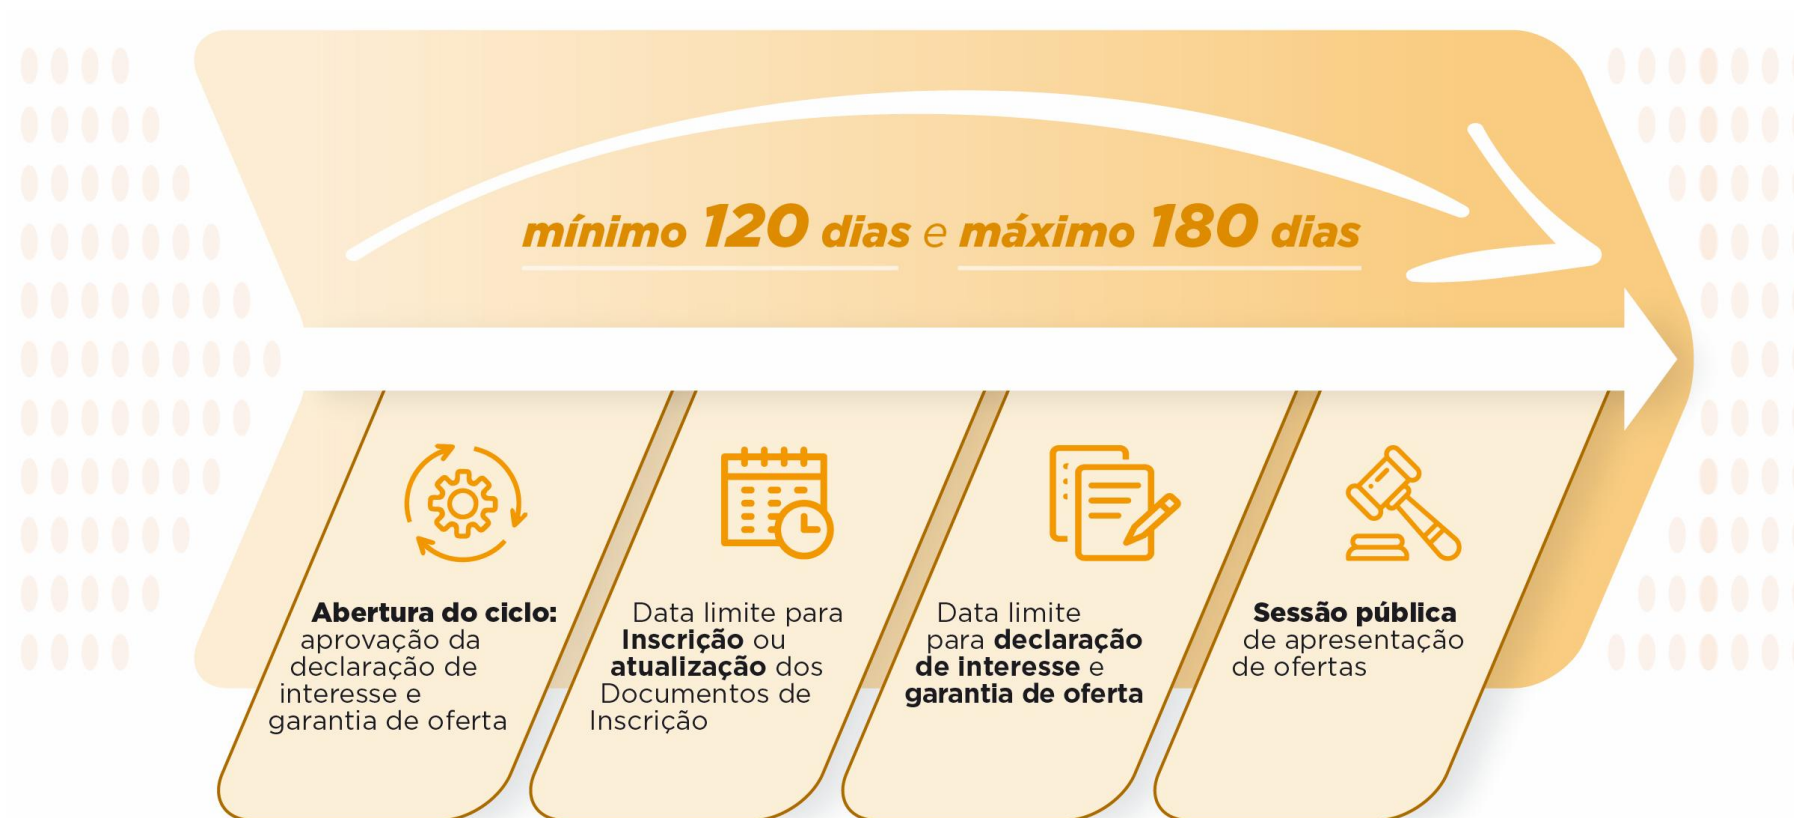 mínimo 120 dias e máximo 180 dias
Abertura do ciclo:
aprovação da
declaração de
interesse e
garantia de oferta
Data limite para
Inscrição ou
atualização dos
Documentos de
Inscrição
Data limite
para declaração
de interesse e
garantia de oferta
Sessão pública
de apresentação
de ofertas